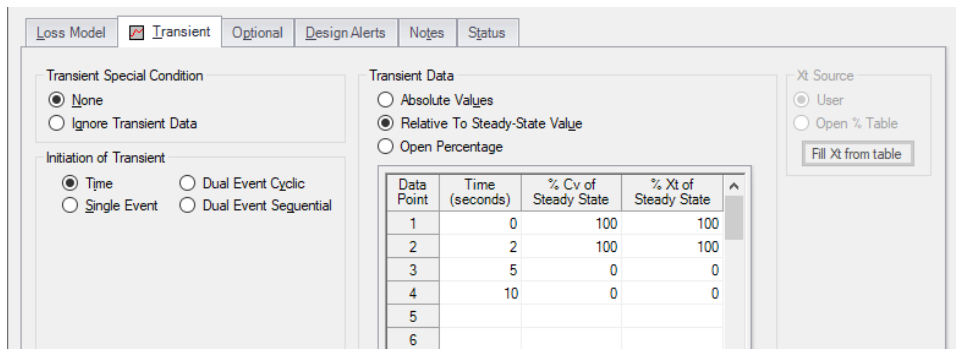 Loss Model Transient Optional Design Alerts Notes Status
Transient Special Condition
None
Ignore Transient Data
Initiation of Transient
Time Dual Event Cyclic
Single Event Dual Event Sequential
Transient Data
Absolute Values
Relative To Steady-State Value
Open Percentage
Data Point Time (seconds) % Cv of Steady State % Xt of Steady State
1 0 100 100
2 2 100 100
3 5 0 0
4 10 0 0
5
6
Xt Source
User
Open % Table
Fill Xt from table